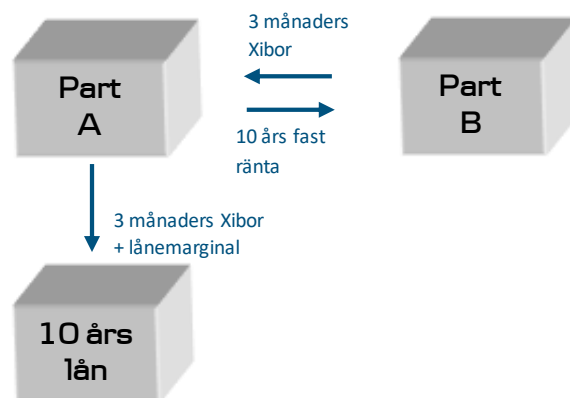 3 månaders
Xibor
Part
A
Part
B
10 års fast
ränta
3 månaders Xibor
+ lånemarginal
10 års
lån